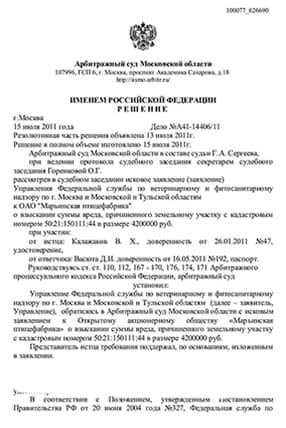 100077_626690
Арбитражный суд Московской области
107996, ГСП 6, г. Москва, проспект Академика Сахарова, д.18
http://asmo.arbitr.ru/
ИМЕНЕМ РОССИЙСКОЙ ФЕДЕРАЦИИ
РЕШЕНИЕ
г.Москва
15 июля 2011 года Дело №А41-14406/11
Резолютивная часть решения объявлена 13 июля 2011г.
Решение в полном объеме изготовлено 15 июля 2011г.
Арбитражный суд Московской области в составе судьи Г.А. Сергеева,
при ведении протокола судебного заседания секретарем судебного
заседания Горенковой О.Г.
рассмотрев в судебном заседании исковое заявление (заявление)
Управления Федеральной службы по ветеринарному и фитосанитарному
надзору по г. Москва и Московской и Тульской областям
к ОАО "Марьинская птицефабрика"
о взыскании суммы вреда, причиненного земельному участку с кадастровым
номером 50:21:150111:44 в размере 4200000 руб.
при участии:
от истца: Калажанов В. Х., доверенность от 26.01.2011 №47,
удостоверение,
от ответчика: Васюта Д.И. доверенность от 16.05.2011 №192, паспорт.
Руководствуясь ст. ст. 110, 112, 167 - 170, 176, 174, 171 Арбитражного
процессуального кодекса Российской Федерации, арбитражный суд
установил:
Управление Федеральной службы по ветеринарному и фитосанитарному
надзору по г. Москва и Московской и Тульской областям (далее – заявитель,
Управление), обратилось в Арбитражный суд Московской области с исковым
заявлением к Открытому акционерному обществу «Марьинская
птицефабрика» о взыскании суммы вреда, причиненного земельному участку
с кадастровым номером 50:21:150111:44 в размере 4200000 руб.
Представитель истца требования поддержал, по основаниям, изложенным
в заявлении.
В соответствии с Положением, утвержденным постановлением
Правительства РФ от 20 июня 2004 года №327, Федеральная служба по